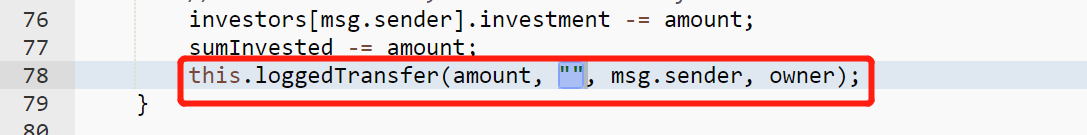 76 investors[msg.sender].investment -= amount;
77 sumInvested -= amount;
78 this.loggedTransfer(amount, "", msg.sender, owner);
79 }
80